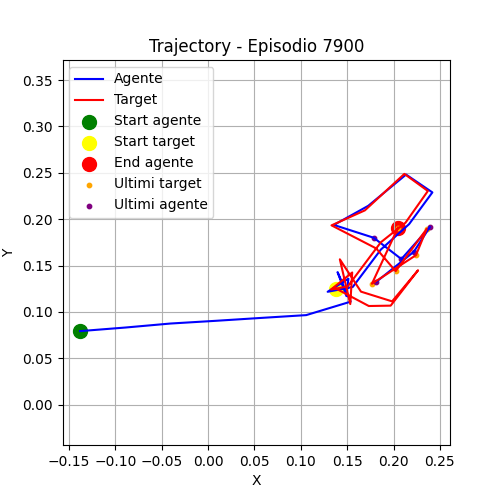 Trajectory - Episodio 7900
Agente
Target
Start agente
Start target
End agente
Ultimi target
Ultimi agente
Y
0.35
0.30
0.25
0.20
0.15
0.10
0.05
0.00
−0.15
−0.10
−0.05
0.00
0.05
0.10
0.15
0.20
0.25
X